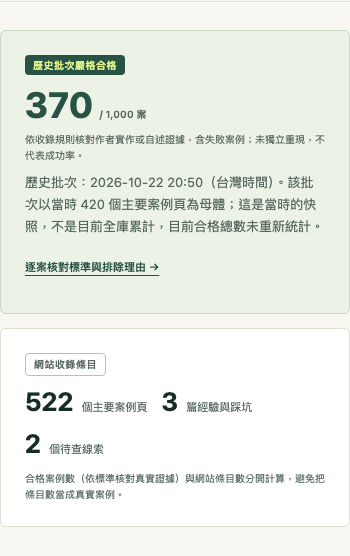 歷史批次嚴格合格
370 / 1,000 案
依收錄規則核對作者實作或自述證據，含失敗案例；未獨立重現，不
代表成功率。
歷史批次：2026-10-22 20:50（台灣時間）。該批
次以當時 420 個主要案例頁為母體；這是當時的快
照，不是目前全庫累計，目前合格總數未重新統計。
逐案核對標準與排除理由 →
網站收錄條目
522 個主要案例頁 3 篇經驗與踩坑
2 個待查線索
合格案例數（依標準核對真實證據）與網站條目數分開計算，避免把
條目數當成真實案例。